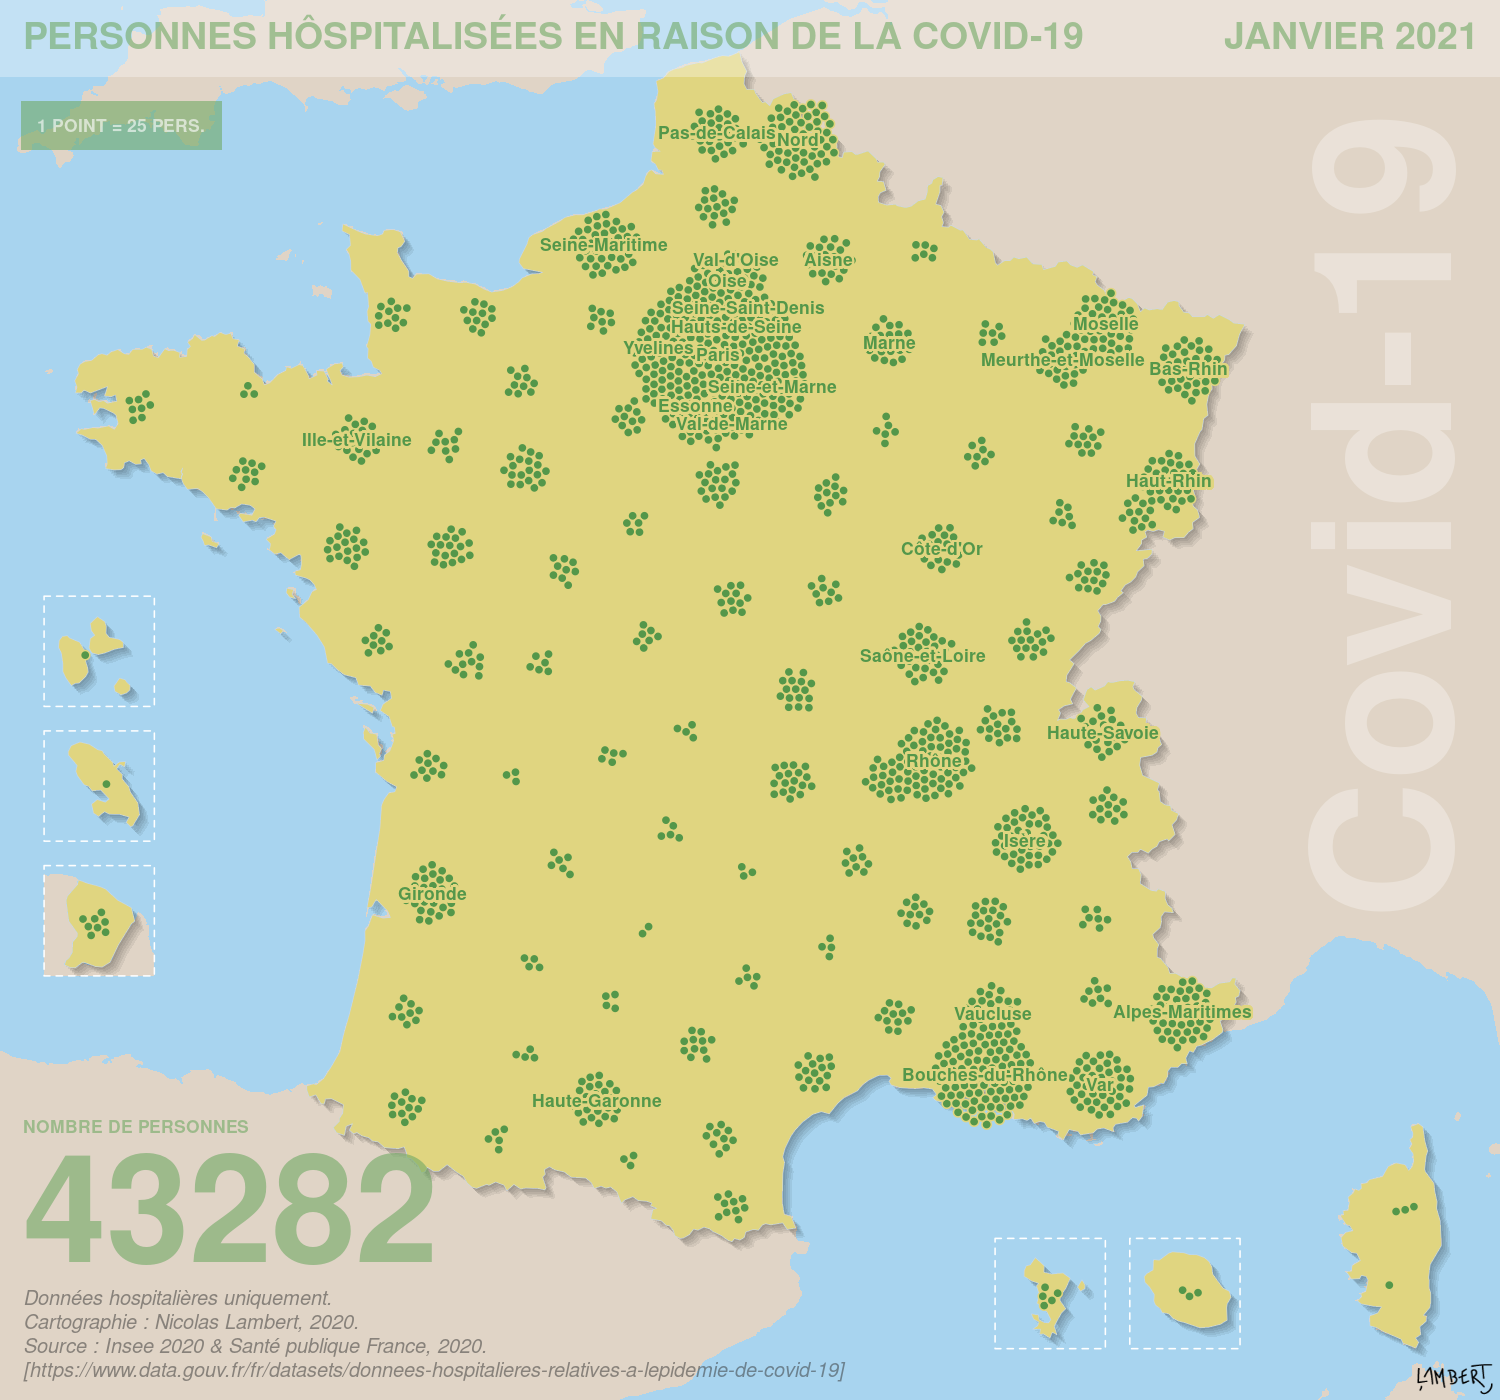 PERSONNES HÔSPITALISÉES EN RAISON DE LA COVID-19
JANVIER 2021
1 POINT = 25 PERS.
Covid-19
Pas-de-Calais
Nord
Seine-Maritime
Val-d'Oise
Aisne
Oise
Seine-Saint-Denis
Hauts-de-Seine
Moselle
Marne
Yvelines
Paris
Meurthe-et-Moselle
Bas-Rhin
Seine-et-Marne
Essonne
Val-de-Marne
Ille-et-Vilaine
Haut-Rhin
Côte-d'Or
Saône-et-Loire
Haute-Savoie
Rhône
Isère
Gironde
Vaucluse
Alpes-Maritimes
Bouches-du-Rhône
Var
Haute-Garonne
NOMBRE DE PERSONNES
43282
Données hospitalières uniquement.
Cartographie : Nicolas Lambert, 2020.
Source : Insee 2020 & Santé publique France, 2020.
[https://www.data.gouv.fr/fr/datasets/donnees-hospitalieres-relatives-a-lepidemie-de-covid-19]
LAMBERT